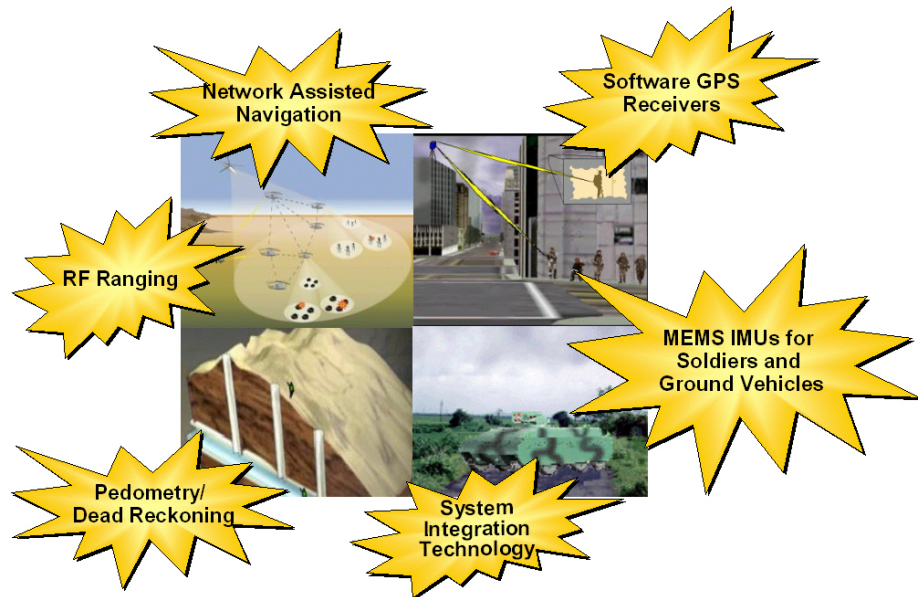 Network Assisted
Navigation
Software GPS
Receivers
RF Ranging
MEMS IMUs for
Soldiers and
Ground Vehicles
Pedometry/
Dead Reckoning
System
Integration
Technology